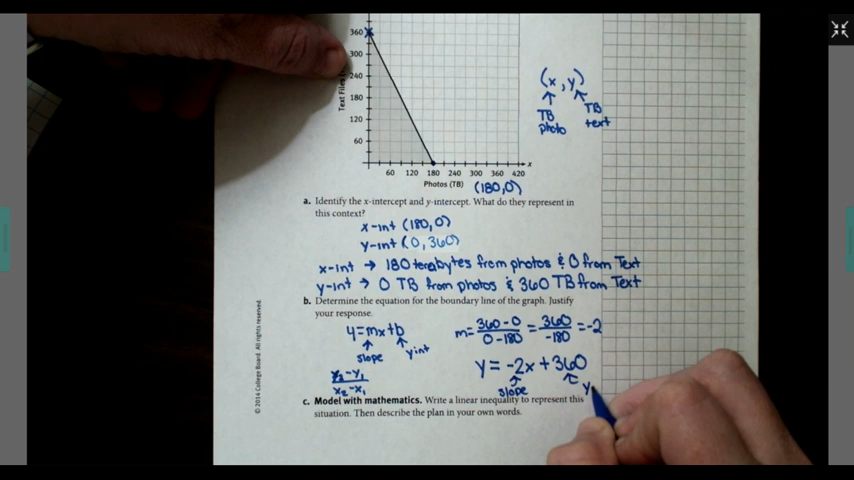 360
300
240
180
120
60
Text Files
x
60 120 180 240 300 360 420
Photos (TB)
(180,0)
(x,y)
TB photo
TB text
a. Identify the x-intercept and y-intercept. What do they represent in
this context?
x-int (180,0)
y-int (0,360)
x-int → 180 terabytes from photos & 0 from Text
y-int → 0 TB from photos & 360 TB from Text
b. Determine the equation for the boundary line of the graph. Justify
your response.
y=mx+b
slope
yint
m= 360-0 / 0-180 = 360 / -180 = -2
y = -2x + 360
slope
y
x₂-x₁
c. Model with mathematics. Write a linear inequality to represent this
situation. Then describe the plan in your own words.
© 2014 College Board. All rights reserved.